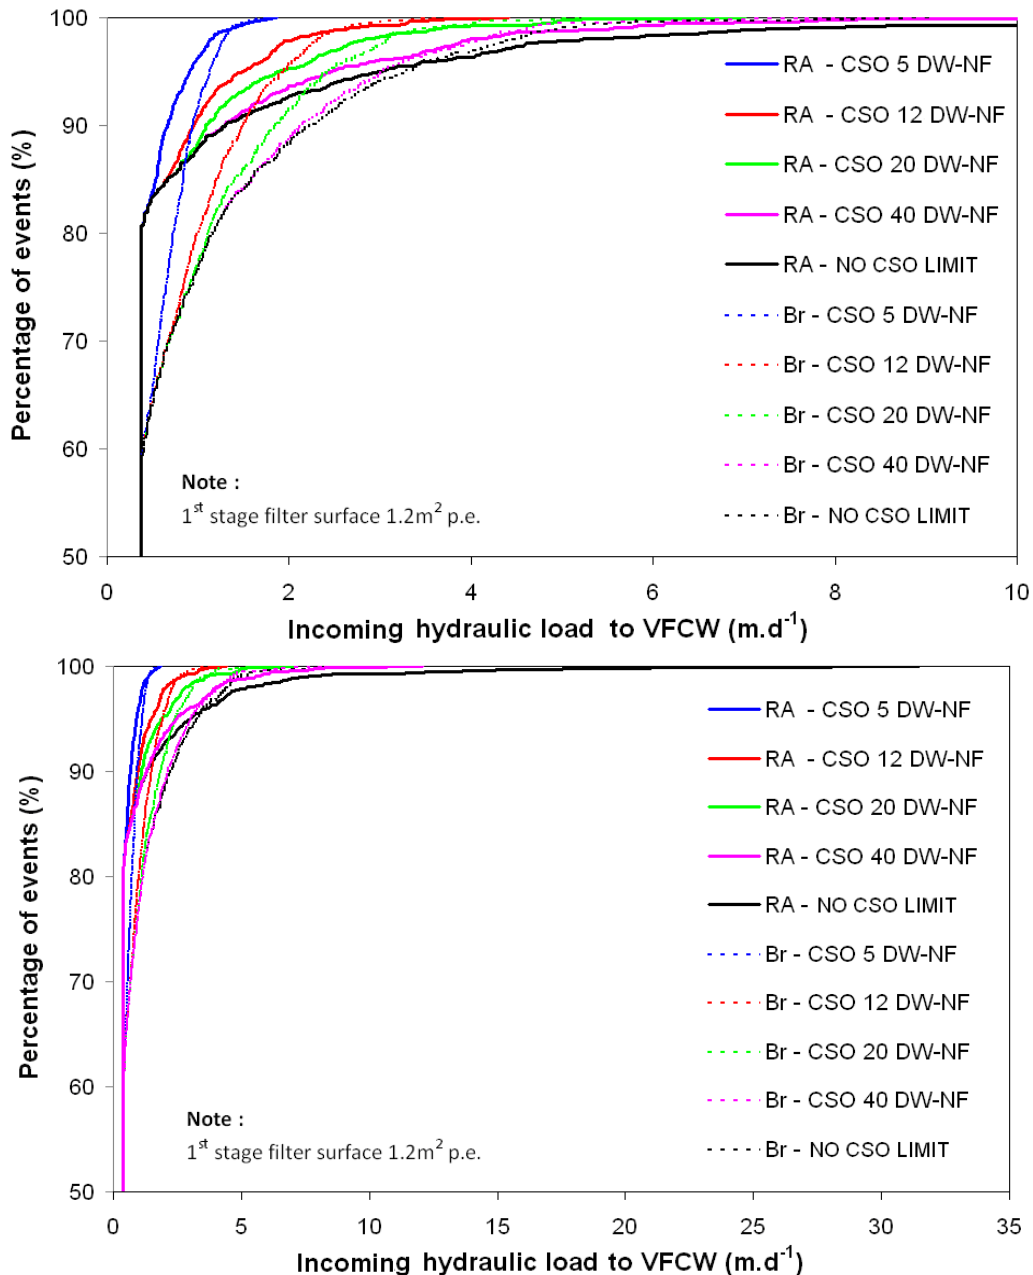 100
90
80
70
60
50
Percentage of events (%)
RA - CSO 5 DW-NF
RA - CSO 12 DW-NF
RA - CSO 20 DW-NF
RA - CSO 40 DW-NF
RA - NO CSO LIMIT
Br - CSO 5 DW-NF
Br - CSO 12 DW-NF
Br - CSO 20 DW-NF
Br - CSO 40 DW-NF
Br - NO CSO LIMIT
Note :
1st stage filter surface 1.2m² p.e.
0 2 4 6 8 10
Incoming hydraulic load to VFCW (m.d⁻¹)
100
90
80
70
60
50
Percentage of events (%)
RA - CSO 5 DW-NF
RA - CSO 12 DW-NF
RA - CSO 20 DW-NF
RA - CSO 40 DW-NF
RA - NO CSO LIMIT
Br - CSO 5 DW-NF
Br - CSO 12 DW-NF
Br - CSO 20 DW-NF
Br - CSO 40 DW-NF
Br - NO CSO LIMIT
Note :
1st stage filter surface 1.2m² p.e.
0 5 10 15 20 25 30 35
Incoming hydraulic load to VFCW (m.d⁻¹)